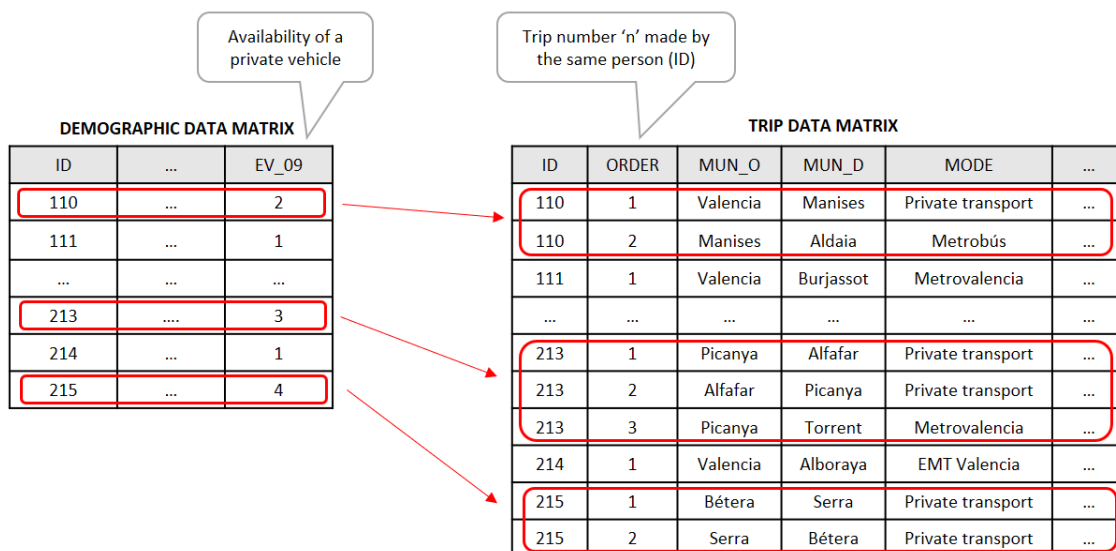 Availability of a
private vehicle
Trip number ‘n’ made by
the same person (ID)
DEMOGRAPHIC DATA MATRIX
ID ... EV_09
110 ... 2
111 ... 1
... ... ...
213 .... 3
214 ... 1
215 ... 4
TRIP DATA MATRIX
ID ORDER MUN_O MUN_D MODE ...
110 1 Valencia Manises Private transport ...
110 2 Manises Aldaia Metrobús ...
111 1 Valencia Burjassot Metrovalencia ...
... ... ... ... ... ...
213 1 Picanya Alfafar Private transport ...
213 2 Alfafar Picanya Private transport ...
213 3 Picanya Torrent Metrovalencia ...
214 1 Valencia Alboraya EMT Valencia ...
215 1 Bétera Serra Private transport ...
215 2 Serra Bétera Private transport ...